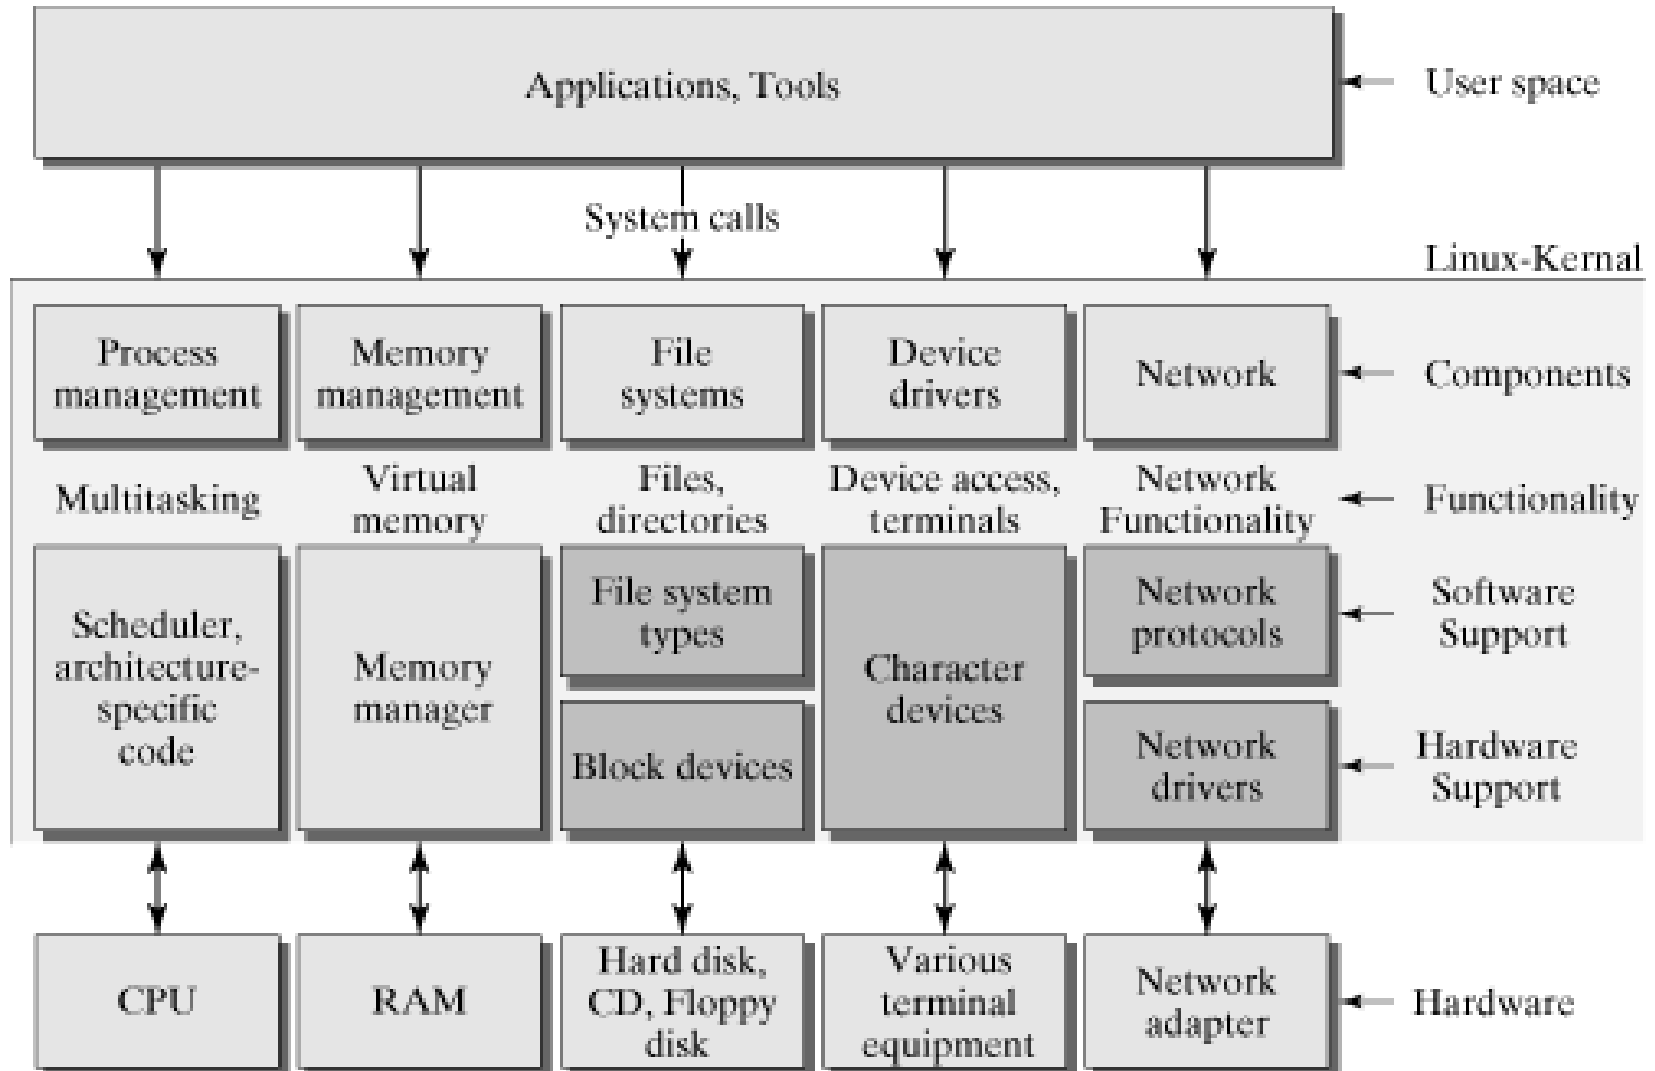 Applications, Tools
User space
System calls
Linux-Kernal
Process
management
Memory
management
File
systems
Device
drivers
Network
Components
Multitasking
Virtual
memory
Files,
directories
Device access,
terminals
Network
Functionality
Functionality
Scheduler,
architecture-
specific
code
Memory
manager
File system
types
Block devices
Character
devices
Network
protocols
Network
drivers
Software
Support
Hardware
Support
CPU
RAM
Hard disk,
CD, Floppy
disk
Various
terminal
equipment
Network
adapter
Hardware